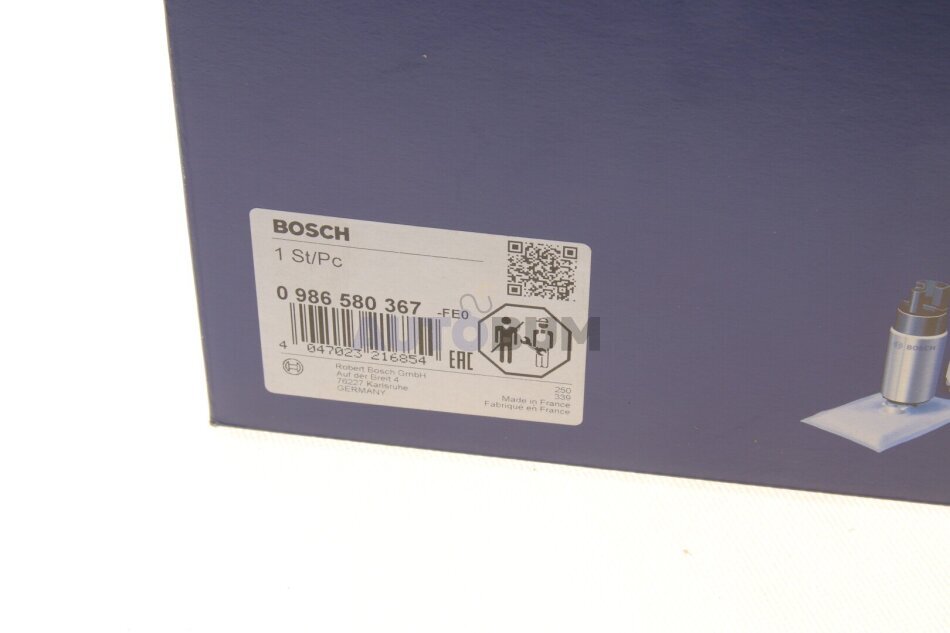 BOSCH
1 St/Pc
0 986 580 367 -FE0
AUTODUM
4 047023 216854
EAC
Robert Bosch GmbH
Auf der Breit 4
76227 Karlsruhe
GERMANY
250
339
Made in France
Fabriqué en France
BOSCH